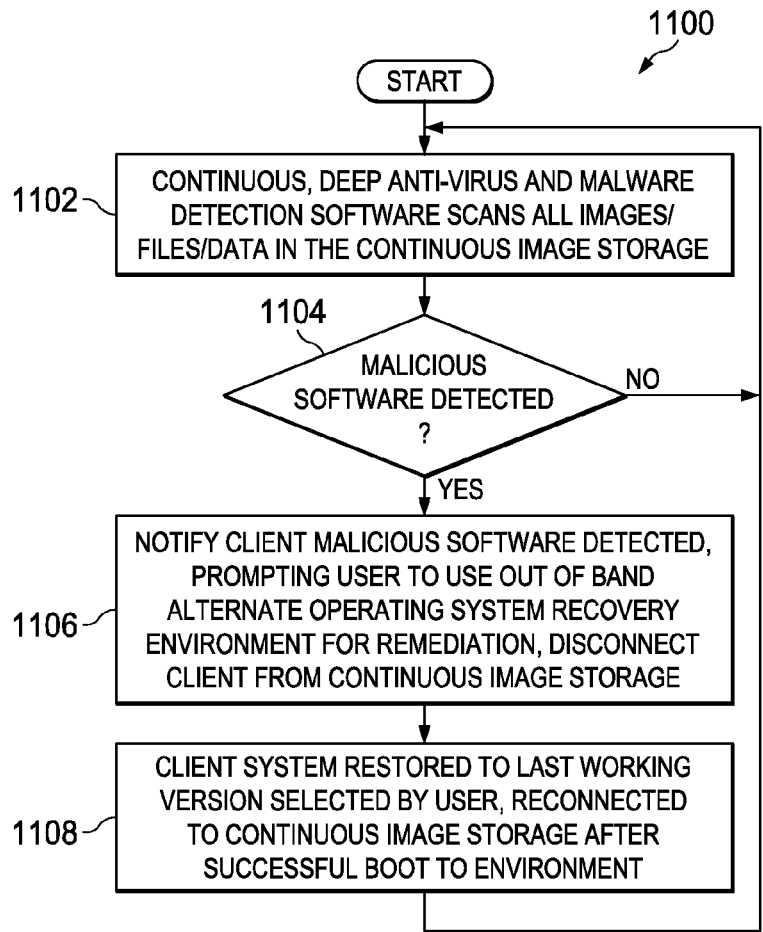 1100
START
1102
CONTINUOUS, DEEP ANTI-VIRUS AND MALWARE
DETECTION SOFTWARE SCANS ALL IMAGES/
FILES/DATA IN THE CONTINUOUS IMAGE STORAGE
1104
MALICIOUS
SOFTWARE DETECTED
?
NO
YES
1106
NOTIFY CLIENT MALICIOUS SOFTWARE DETECTED,
PROMPTING USER TO USE OUT OF BAND
ALTERNATE OPERATING SYSTEM RECOVERY
ENVIRONMENT FOR REMEDIATION, DISCONNECT
CLIENT FROM CONTINUOUS IMAGE STORAGE
1108
CLIENT SYSTEM RESTORED TO LAST WORKING
VERSION SELECTED BY USER, RECONNECTED
TO CONTINUOUS IMAGE STORAGE AFTER
SUCCESSFUL BOOT TO ENVIRONMENT